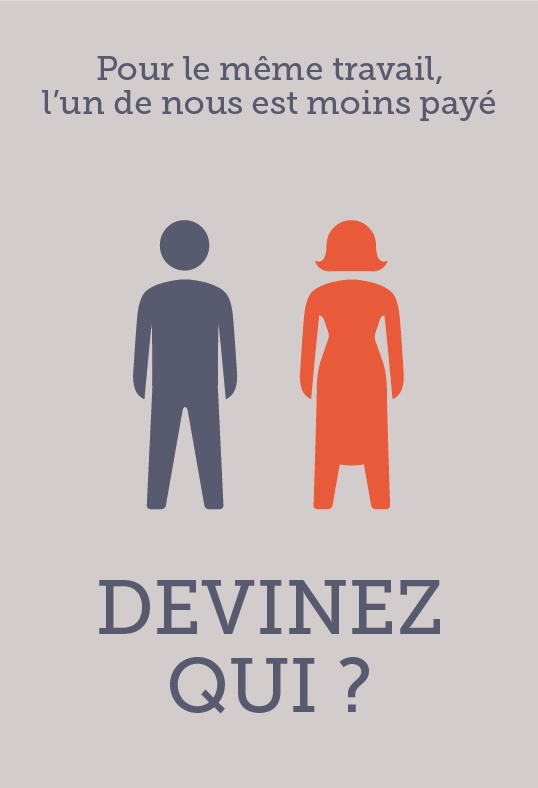 Pour le même travail,
l’un de nous est moins payé
DEVINEZ
QUI ?